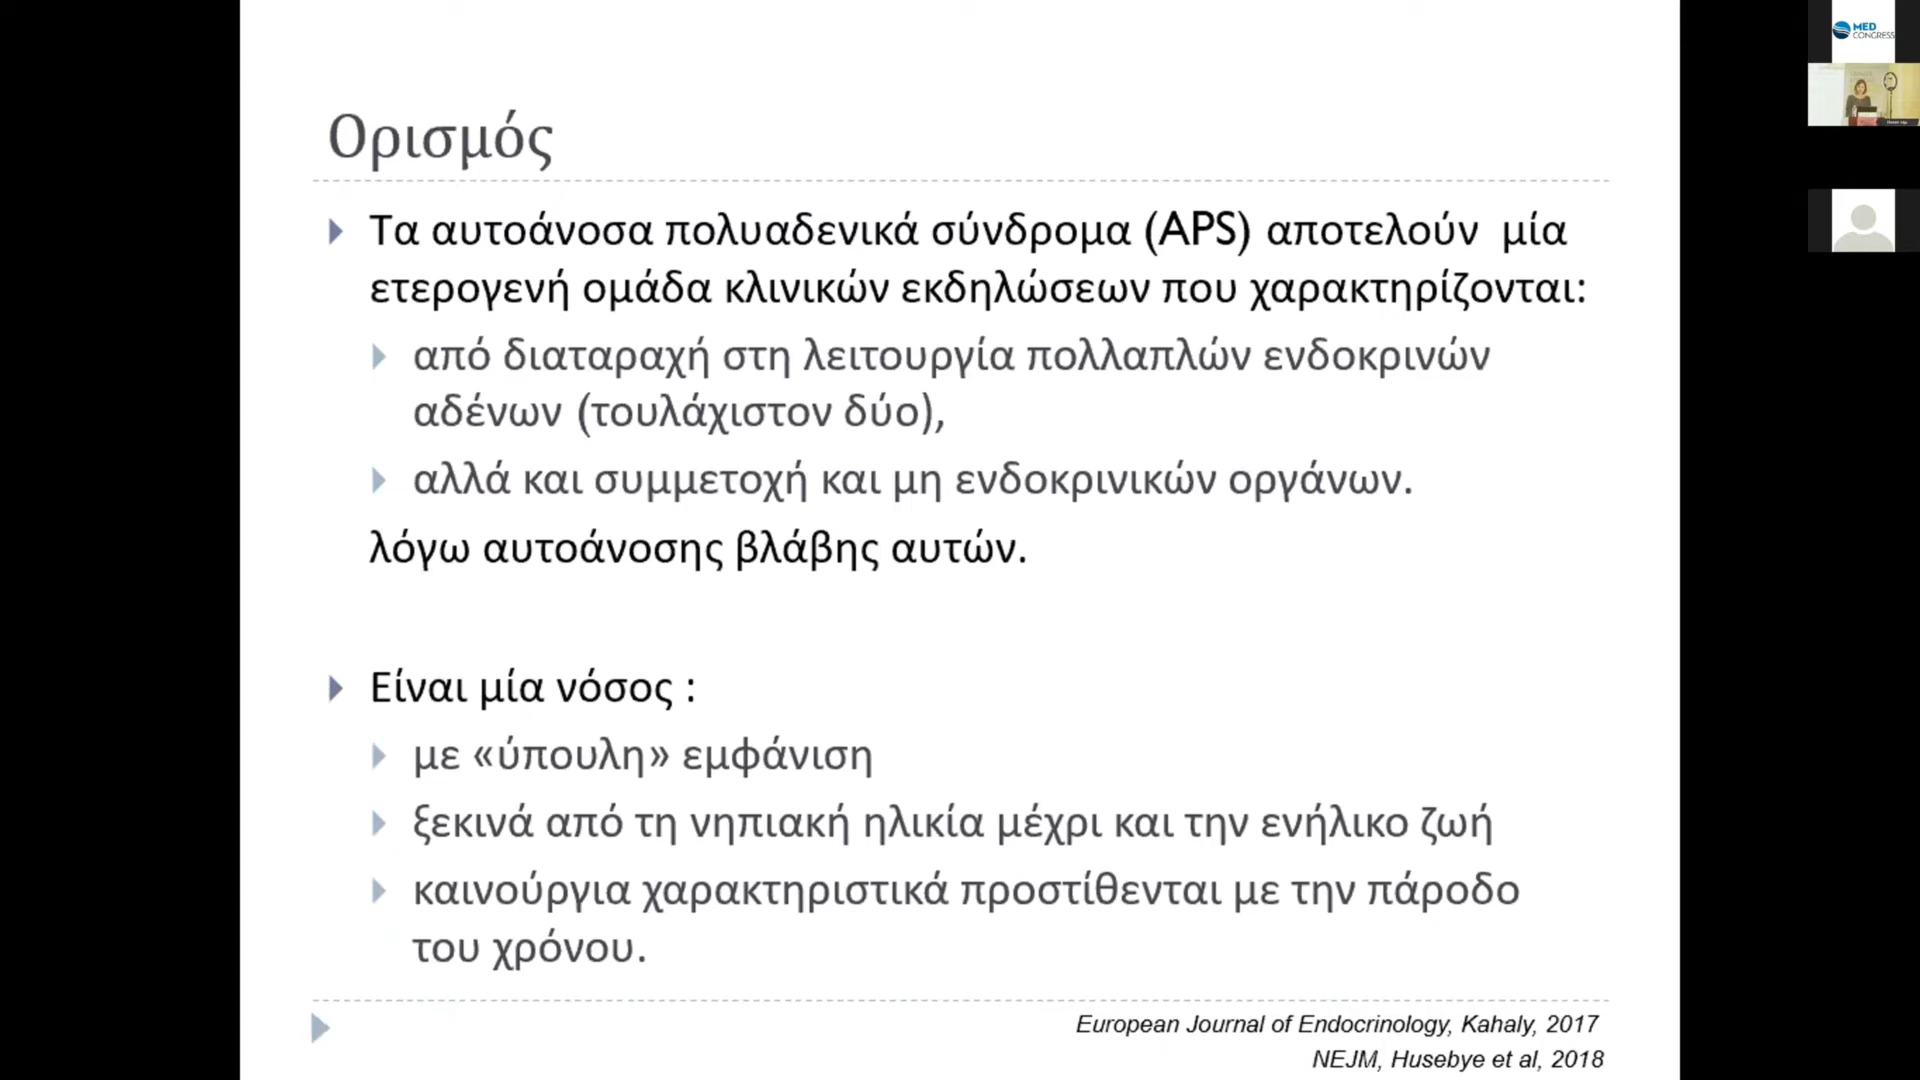 Ορισμός
Τα αυτοάνοσα πολυαδενικά σύνδρομα (APS) αποτελούν μία
ετερογενή ομάδα κλινικών εκδηλώσεων που χαρακτηρίζονται:
από διαταραχή στη λειτουργία πολλαπλών ενδοκρινών
αδένων (τουλάχιστον δύο),
αλλά και συμμετοχή και μη ενδοκρινικών οργάνων.
λόγω αυτοάνοσης βλάβης αυτών.
Είναι μία νόσος :
με «ύπουλη» εμφάνιση
ξεκινά από τη νηπιακή ηλικία μέχρι και την ενήλικο ζωή
καινούργια χαρακτηριστικά προστίθενται με την πάροδο
του χρόνου.
European Journal of Endocrinology, Kahaly, 2017
NEJM, Husebye et al, 2018
MED
CONGRESS